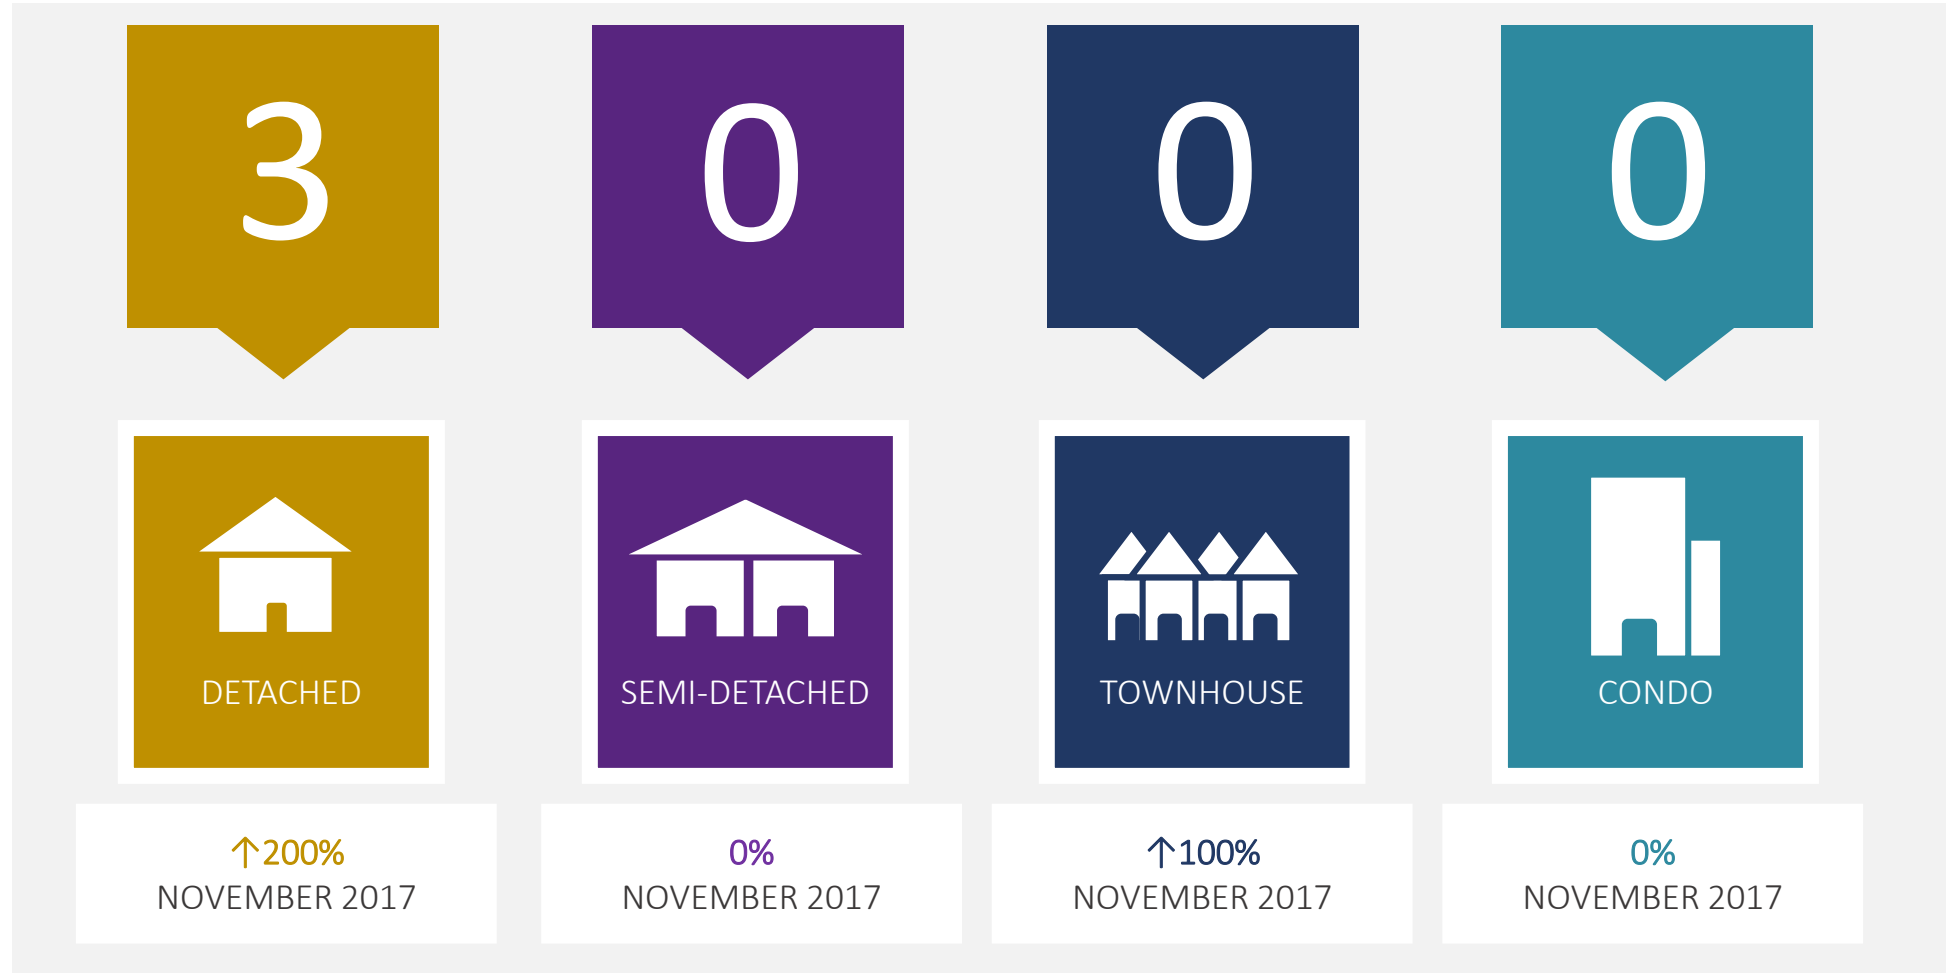 3
0
0
0
DETACHED
SEMI-DETACHED
TOWNHOUSE
CONDO
↑200%
NOVEMBER 2017
0%
NOVEMBER 2017
↑100%
NOVEMBER 2017
0%
NOVEMBER 2017